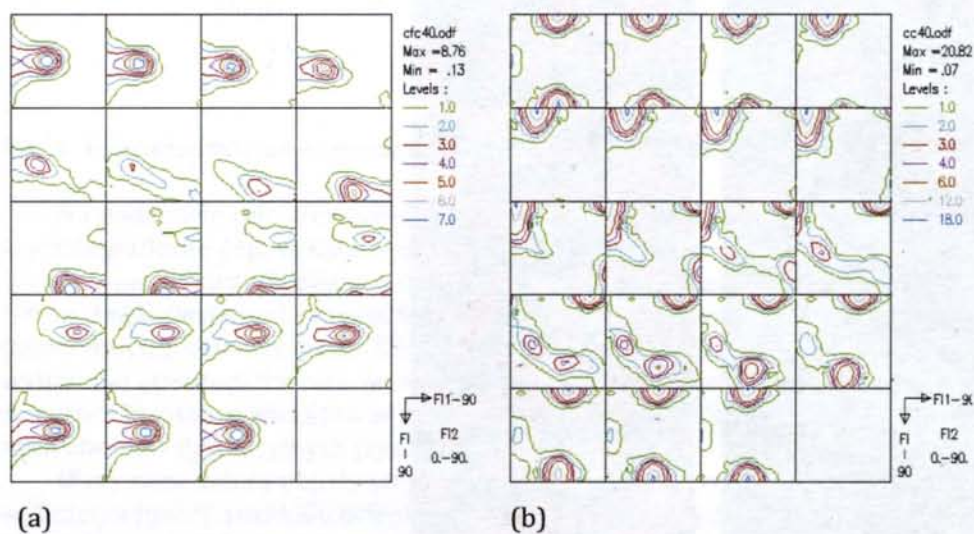 cfc40.odf
Max =8.76
Min = .13
Levels :
1.0
2.0
3.0
4.0
5.0
6.0
7.0
FI1-90
FI
FI2
0.-90.
90
(a)
cc40.odf
Max =20.82
Min = .07
Levels :
1.0
2.0
3.0
4.0
6.0
12.0
18.0
FI1-90
FI
FI2
0.-90.
90
(b)